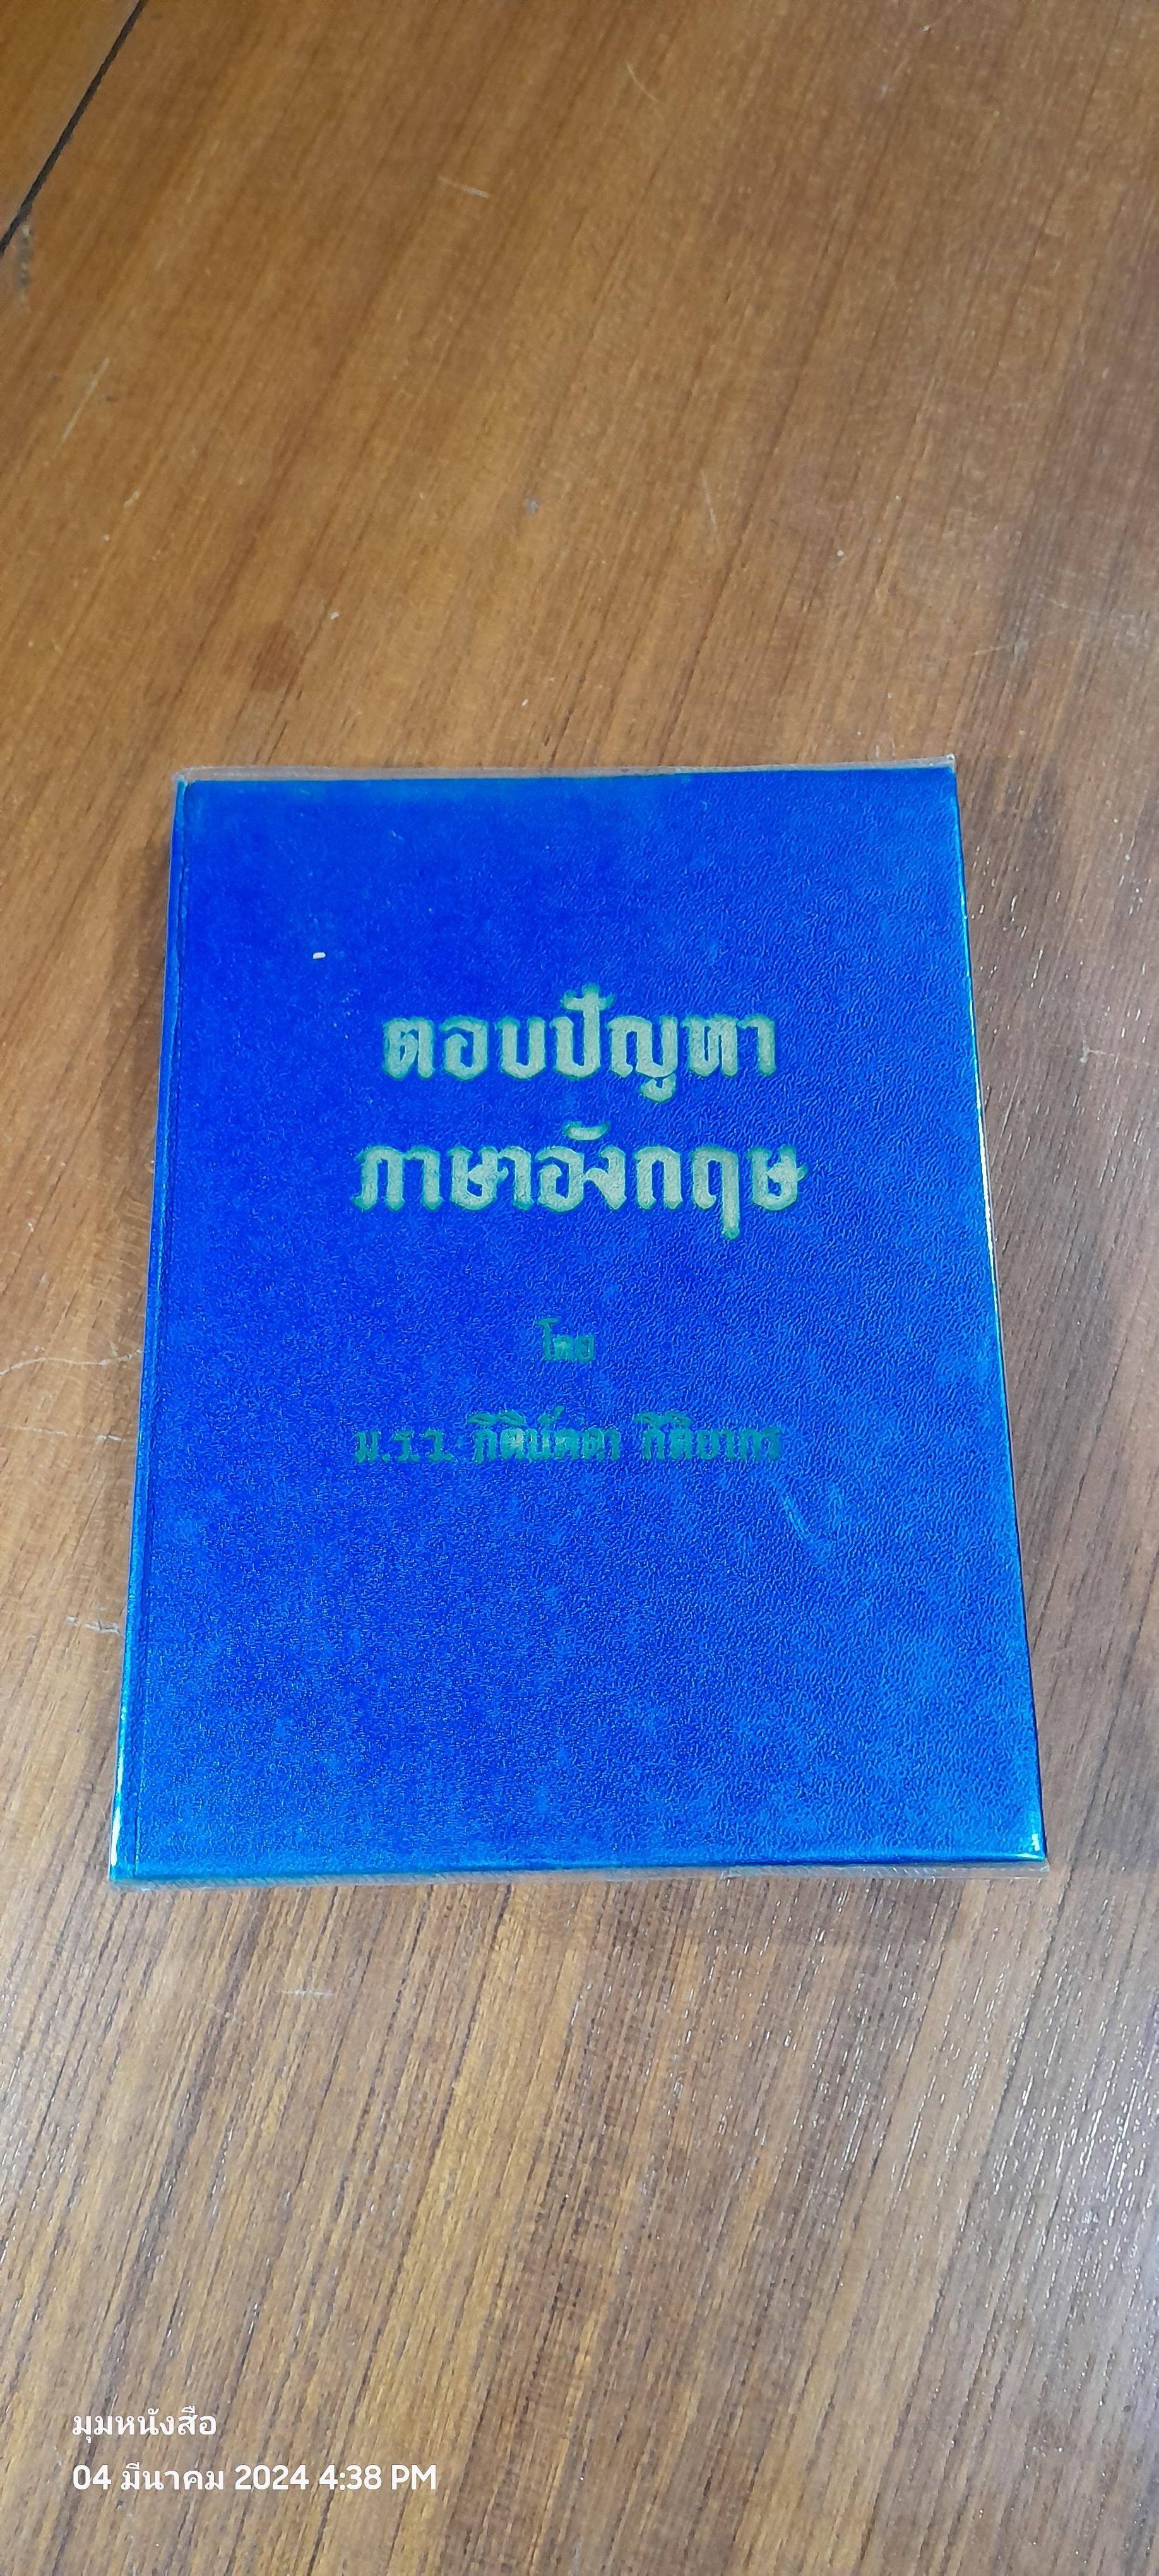 ตอบปัญหา
ภาษาอังกฤษ
โดย
ม.ร.ว. กิตินัดดา กิติยากร
มุมหนังสือ
04 มีนาคม 2024 4:38 PM